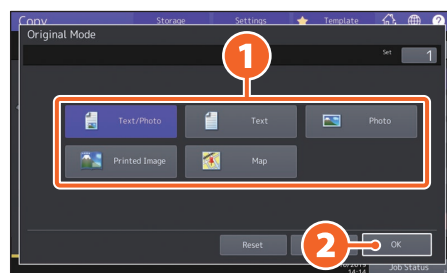 Copy Storage Settings Template
Original Mode
1
Set 1
Text/Photo Text Photo
Printed Image Map
Reset 2 OK
14:14 Job Status